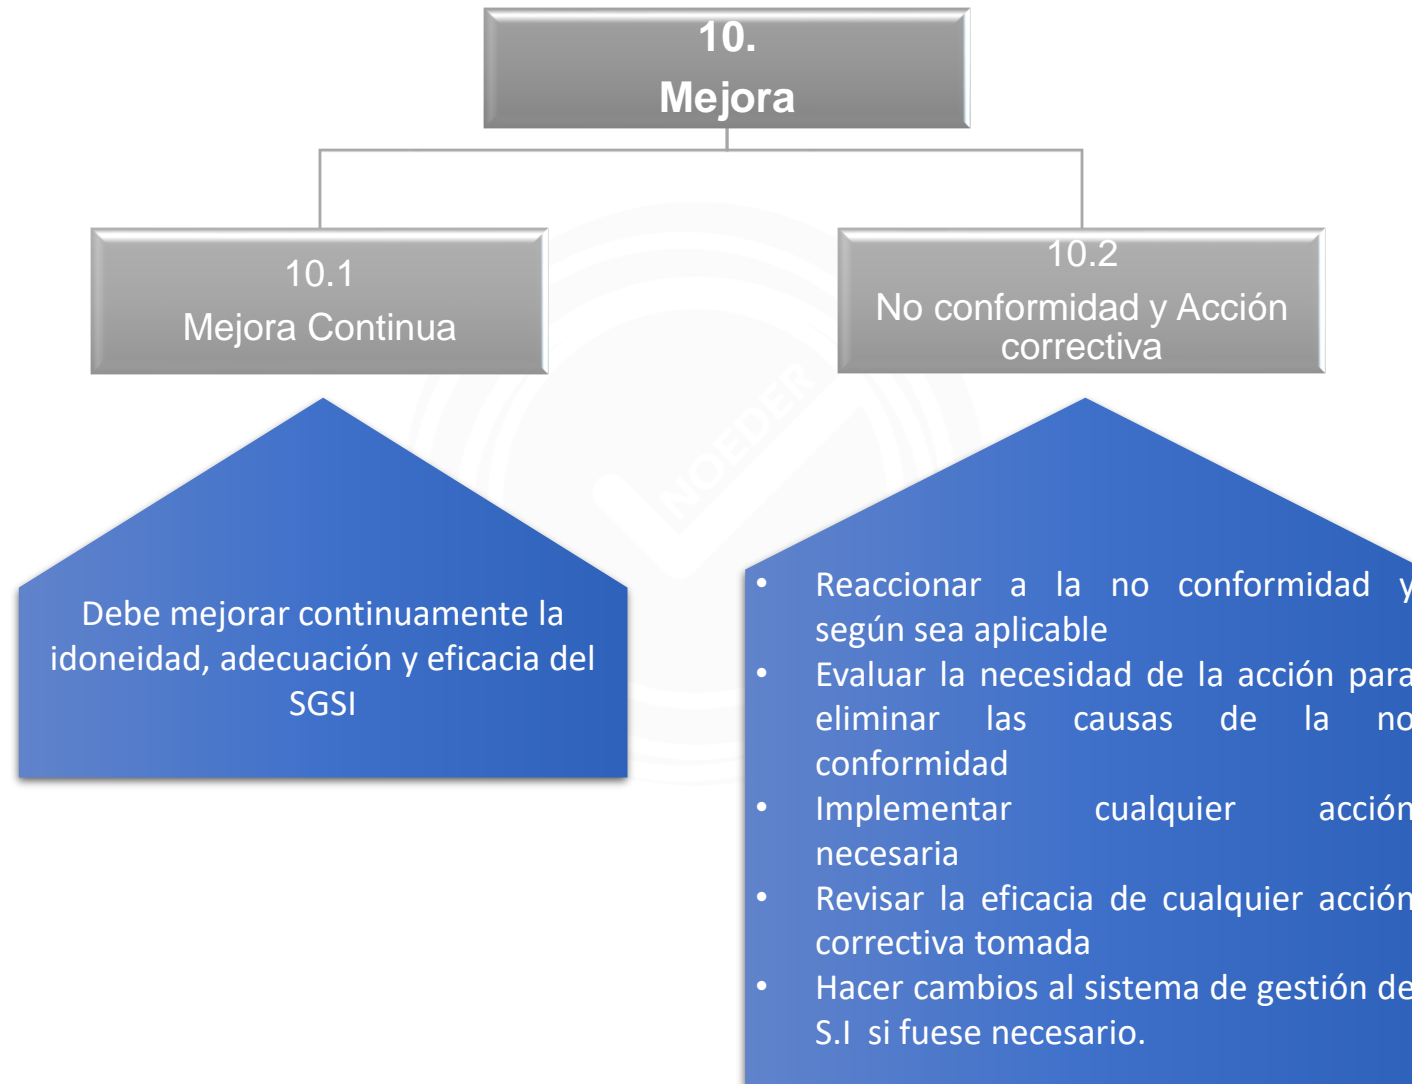 10.
Mejora
10.1
Mejora Continua
10.2
No conformidad y Acción
correctiva
NOEDER
Debe mejorar continuamente la
idoneidad, adecuación y eficacia del
SGSI
• Reaccionar a la no conformidad y
según sea aplicable
• Evaluar la necesidad de la acción para
eliminar las causas de la no
conformidad
• Implementar cualquier acción
necesaria
• Revisar la eficacia de cualquier acción
correctiva tomada
• Hacer cambios al sistema de gestión de
S.I si fuese necesario.